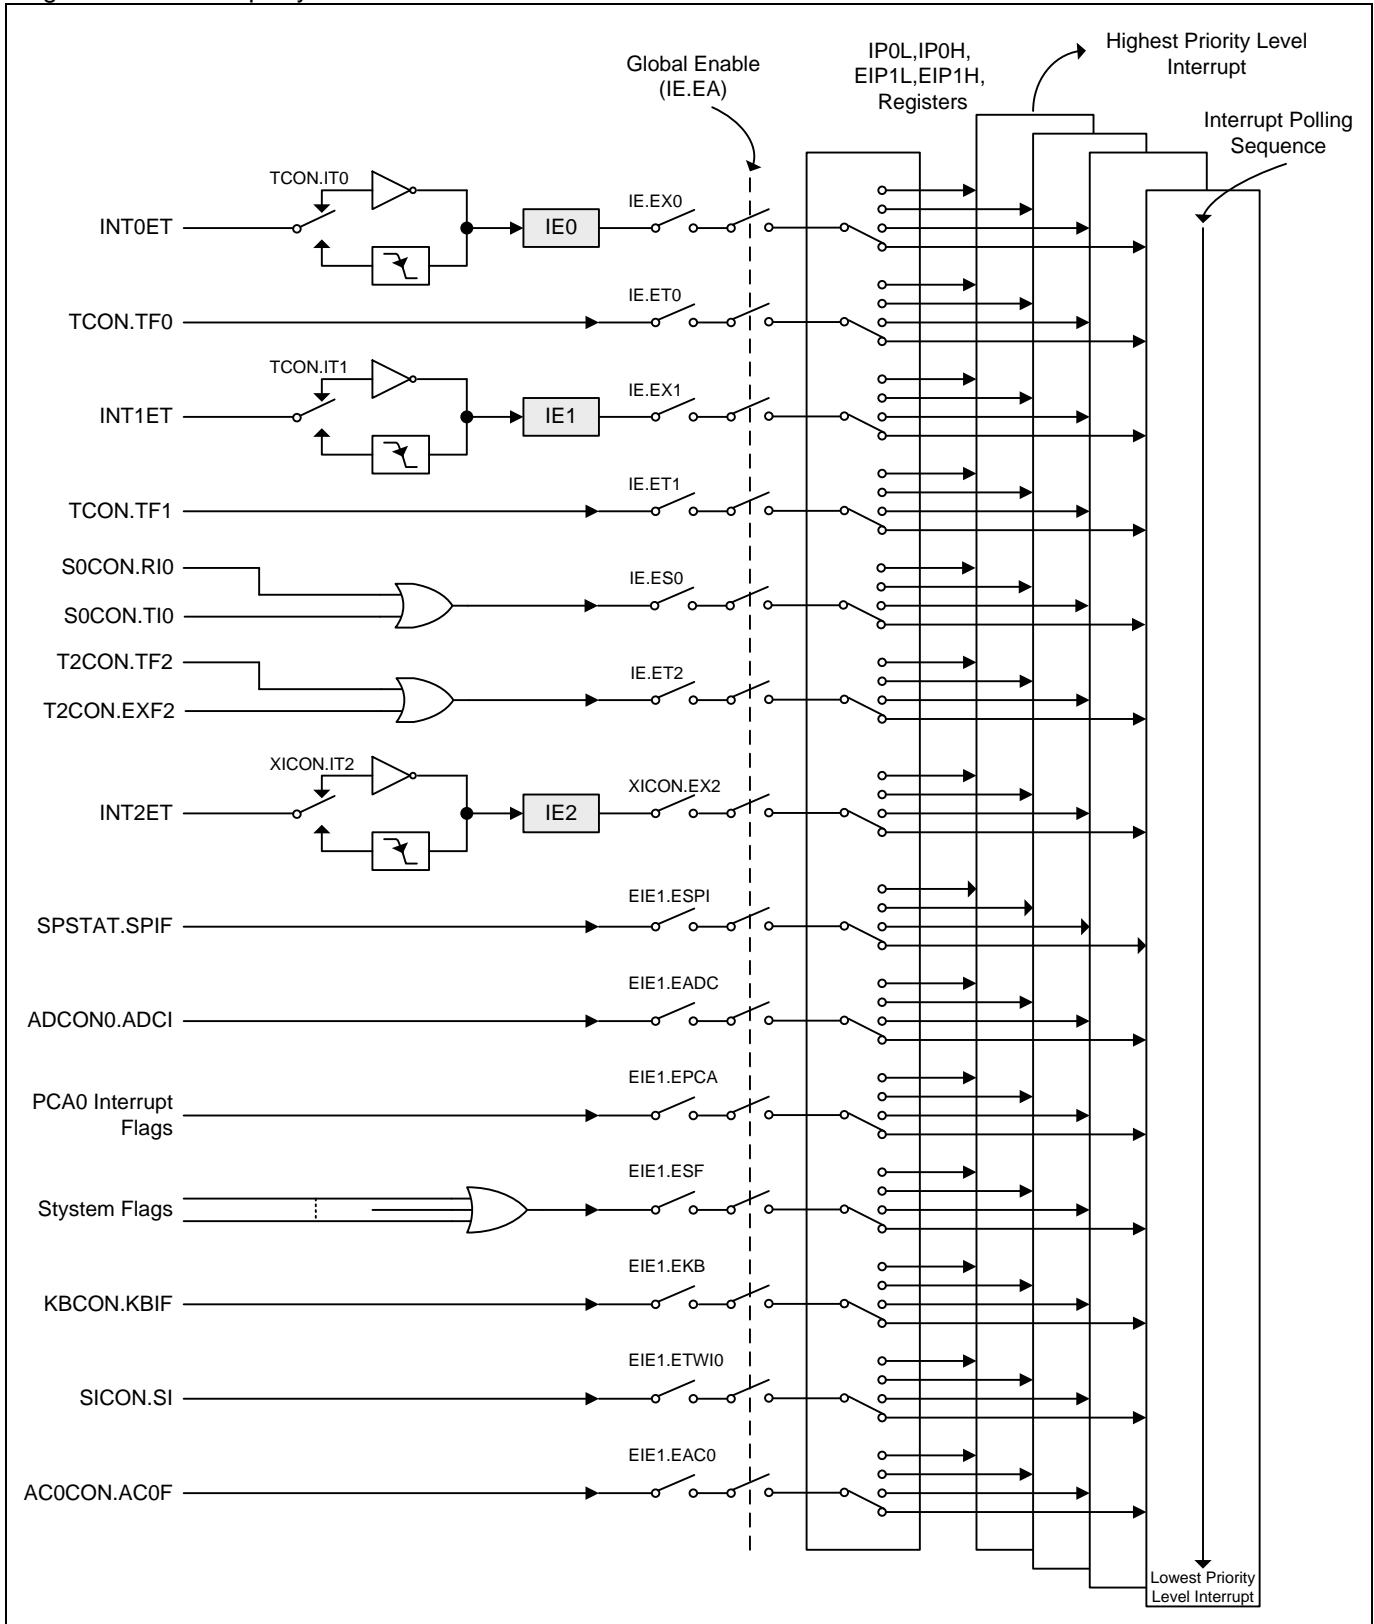 IP0L,IP0H,
EIP1L,EIP1H,
Registers
Highest Priority Level
Interrupt
Global Enable
(IE.EA)
Interrupt Polling
Sequence
TCON.IT0
INT0ET
IE0
IE.EX0
TCON.TF0
IE.ET0
TCON.IT1
INT1ET
IE1
IE.EX1
TCON.TF1
IE.ET1
S0CON.RI0
S0CON.TI0
IE.ES0
T2CON.TF2
T2CON.EXF2
IE.ET2
XICON.IT2
INT2ET
IE2
XICON.EX2
SPSTAT.SPIF
EIE1.ESPI
ADCON0.ADCI
EIE1.EADC
PCA0 Interrupt
Flags
EIE1.EPCA
Stystem Flags
EIE1.ESF
KBCON.KBIF
EIE1.EKB
SICON.SI
EIE1.ETWI0
AC0CON.AC0F
EIE1.EAC0
Lowest Priority
Level Interrupt